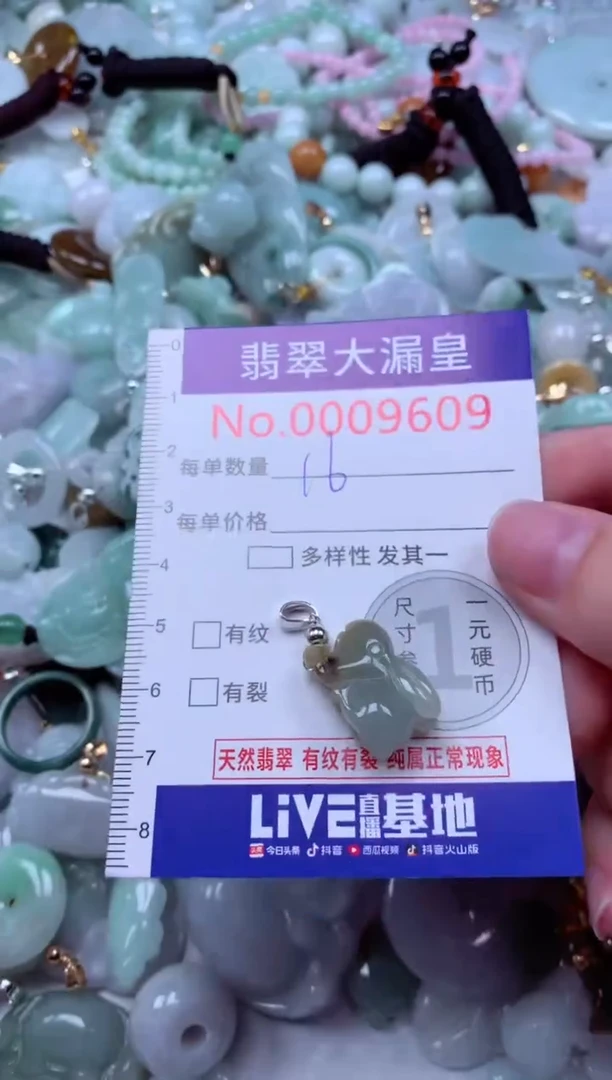 翡翠大漏皇
No.0009609
每单数量 16
每单价格
多样性 发其一
有纹
有裂
尺寸
1
一元硬币
天然翡翠 有纹有裂 纯属正常现象
LiVE直播基地
今日头条 抖音 西瓜视频 抖音火山版
0
1
2
3
4
5
6
7
8